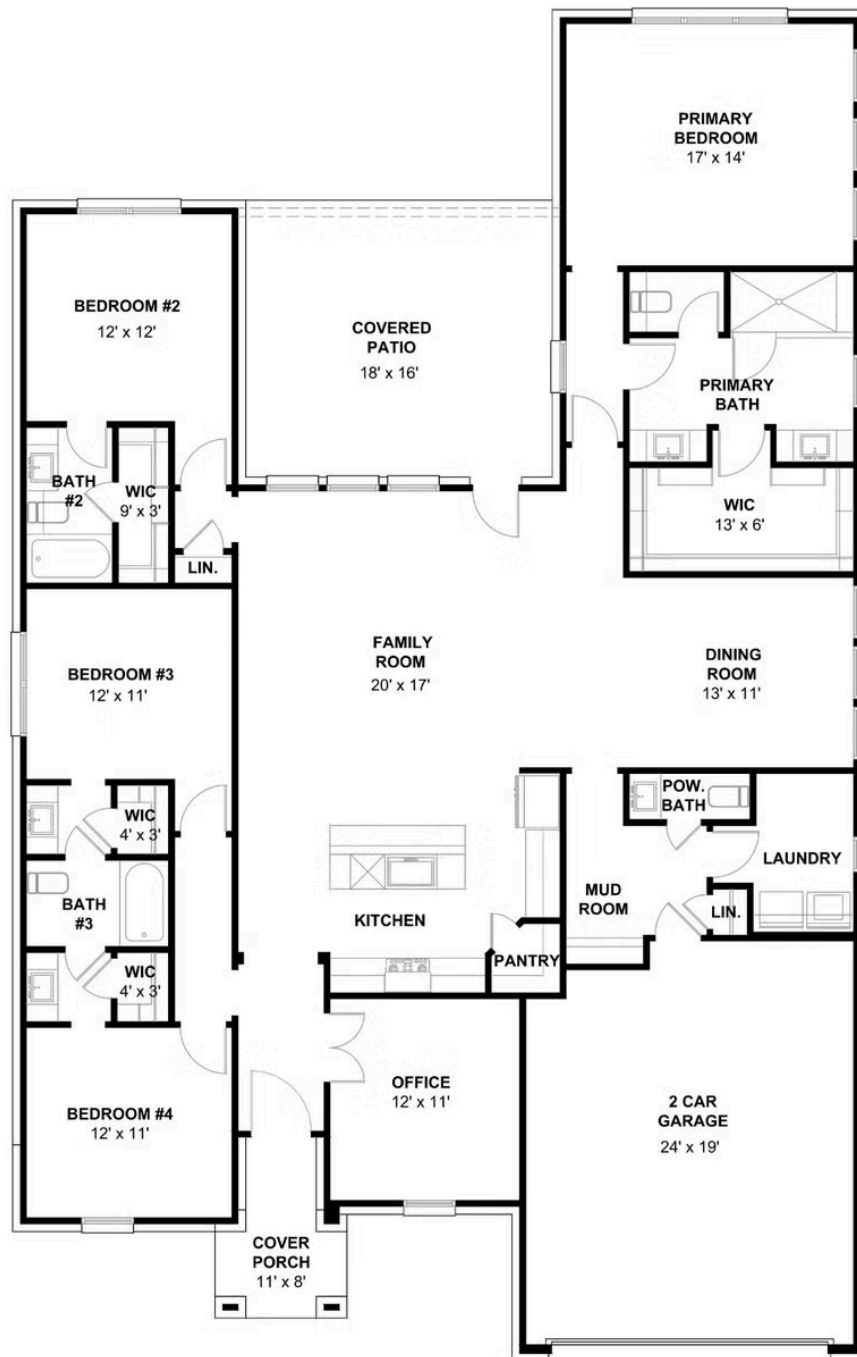 PRIMARY
BEDROOM
17' x 14'
BEDROOM #2
12' x 12'
COVERED
PATIO
18' x 16'
PRIMARY
BATH
BATH
#2
WIC
9' x 3'
WIC
13' x 6'
LIN.
FAMILY
ROOM
20' x 17'
DINING
ROOM
13' x 11'
BEDROOM #3
12' x 11'
WIC
4' x 3'
POW.
BATH
LAUNDRY
MUD
ROOM
LIN.
BATH
#3
KITCHEN
PANTRY
WIC
4' x 3'
OFFICE
12' x 11'
BEDROOM #4
12' x 11'
2 CAR
GARAGE
24' x 19'
COVER
PORCH
11' x 8'